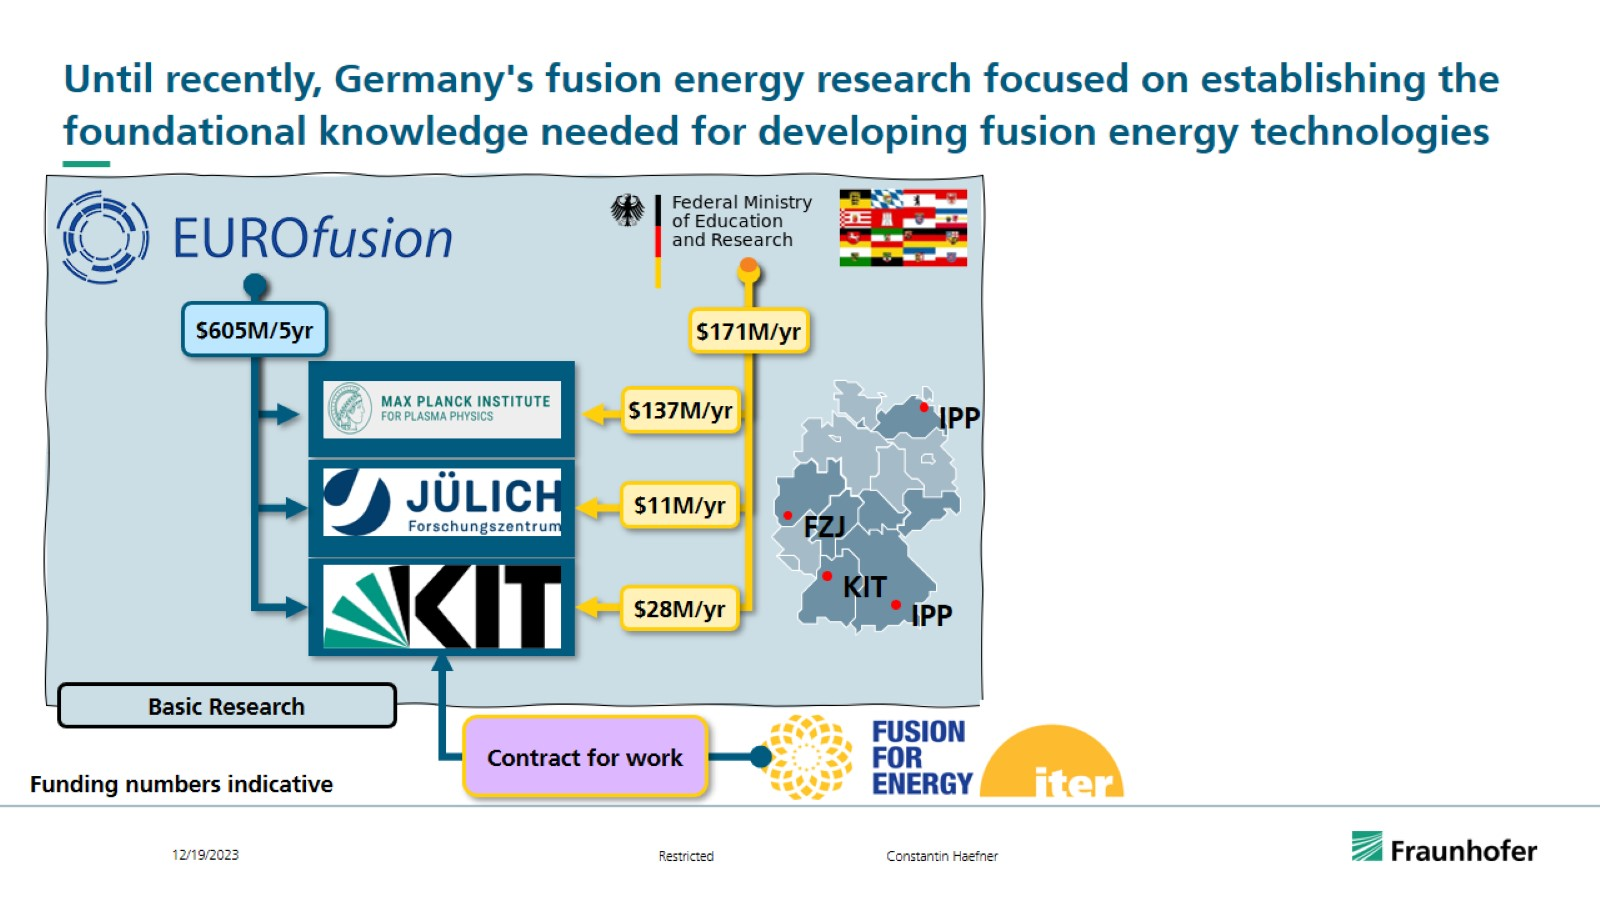 Until recently, Germany's fusion energy research focused on establishing the
foundational knowledge needed for developing fusion energy technologies
EUROfusion
Federal Ministry
of Education
and Research
$605M/5yr
$171M/yr
MAX PLANCK INSTITUTE
FOR PLASMA PHYSICS
$137M/yr
JÜLICH
Forschungszentrum
$11M/yr
KIT
$28M/yr
IPP
FZJ
KIT
IPP
Basic Research
Contract for work
FUSION
FOR
ENERGY
iter
Funding numbers indicative
12/19/2023
Restricted
Constantin Haefner
Fraunhofer